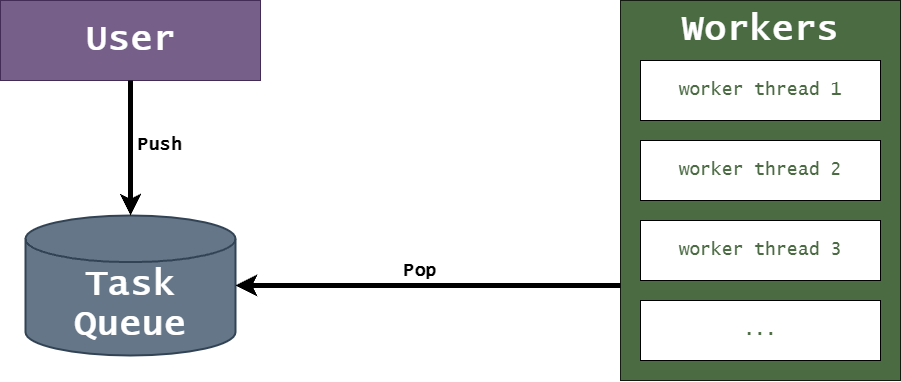 User
Push
Task
Queue
Pop
Workers
worker thread 1
worker thread 2
worker thread 3
...